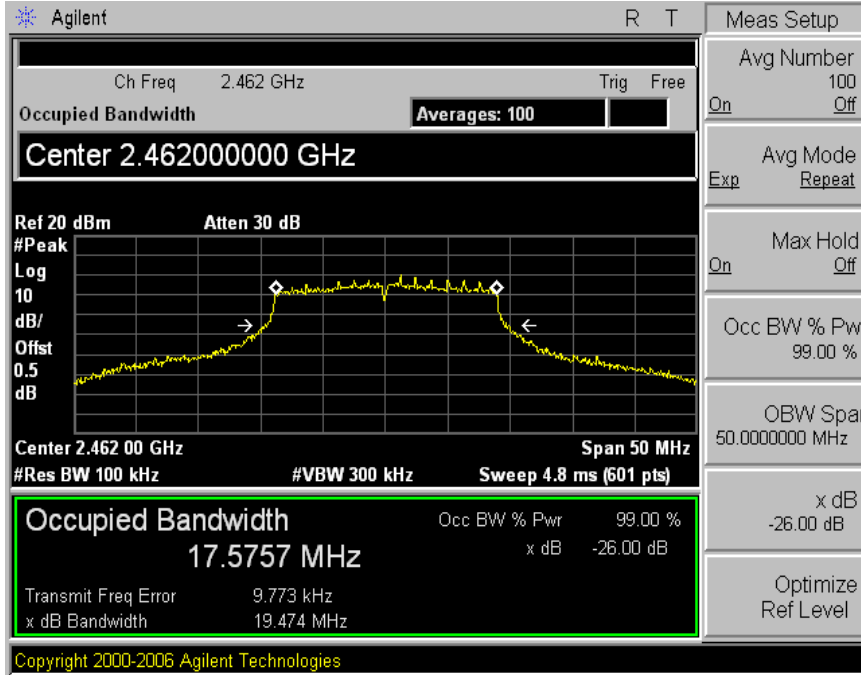 Agilent R T
Ch Freq 2.462 GHz Trig Free
Occupied Bandwidth Averages: 100
Center 2.462000000 GHz
Ref 20 dBm Atten 30 dB
#Peak
Log
10
dB/
Offst
0.5
dB
Center 2.462 00 GHz Span 50 MHz
#Res BW 100 kHz #VBW 300 kHz Sweep 4.8 ms (601 pts)
Occupied Bandwidth Occ BW % Pwr 99.00 %
17.5757 MHz x dB -26.00 dB
Transmit Freq Error 9.773 kHz
x dB Bandwidth 19.474 MHz
Copyright 2000-2006 Agilent Technologies
Meas Setup
Avg Number
100
On Off
Avg Mode
Exp Repeat
Max Hold
On Off
Occ BW % Pw
99.00 %
OBW Spa
50.0000000 MHz
x dB
-26.00 dB
Optimize
Ref Level